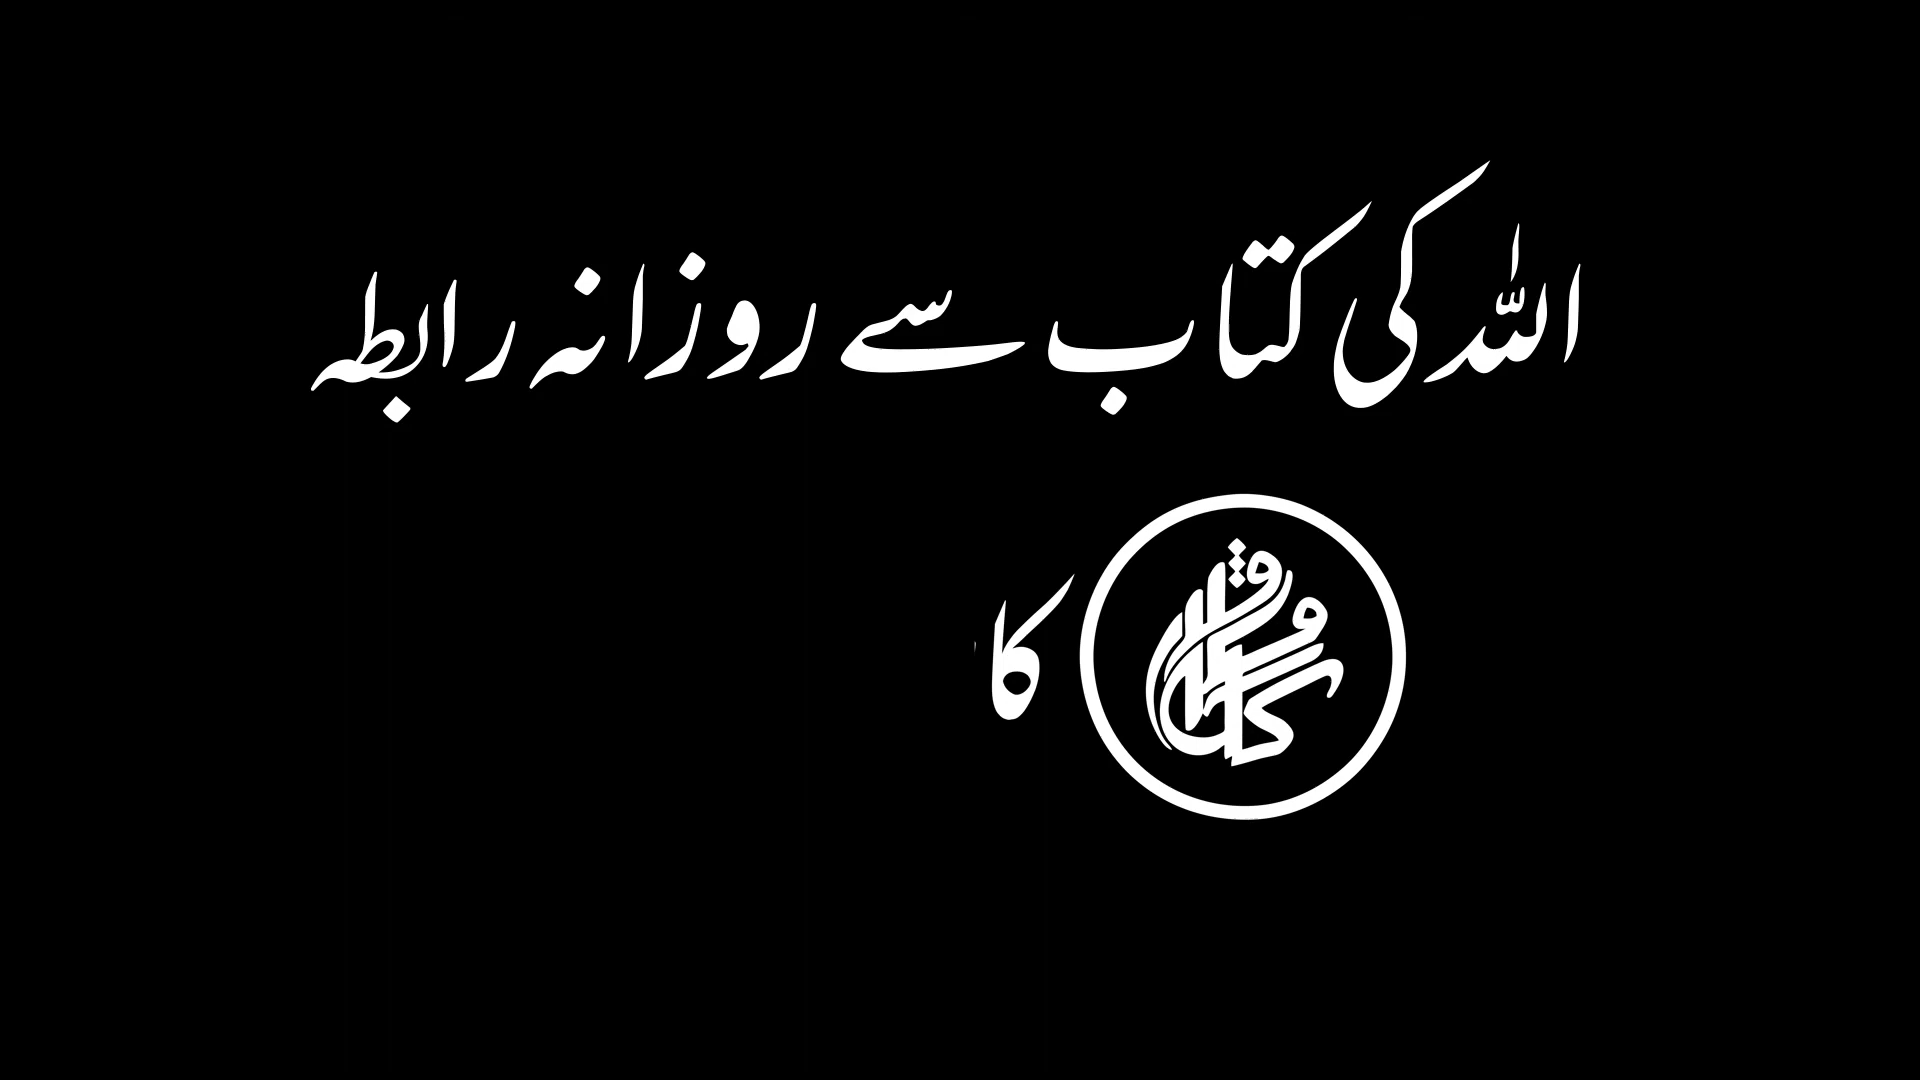 اللہ کی کتاب سے روزانہ رابطہ
کا